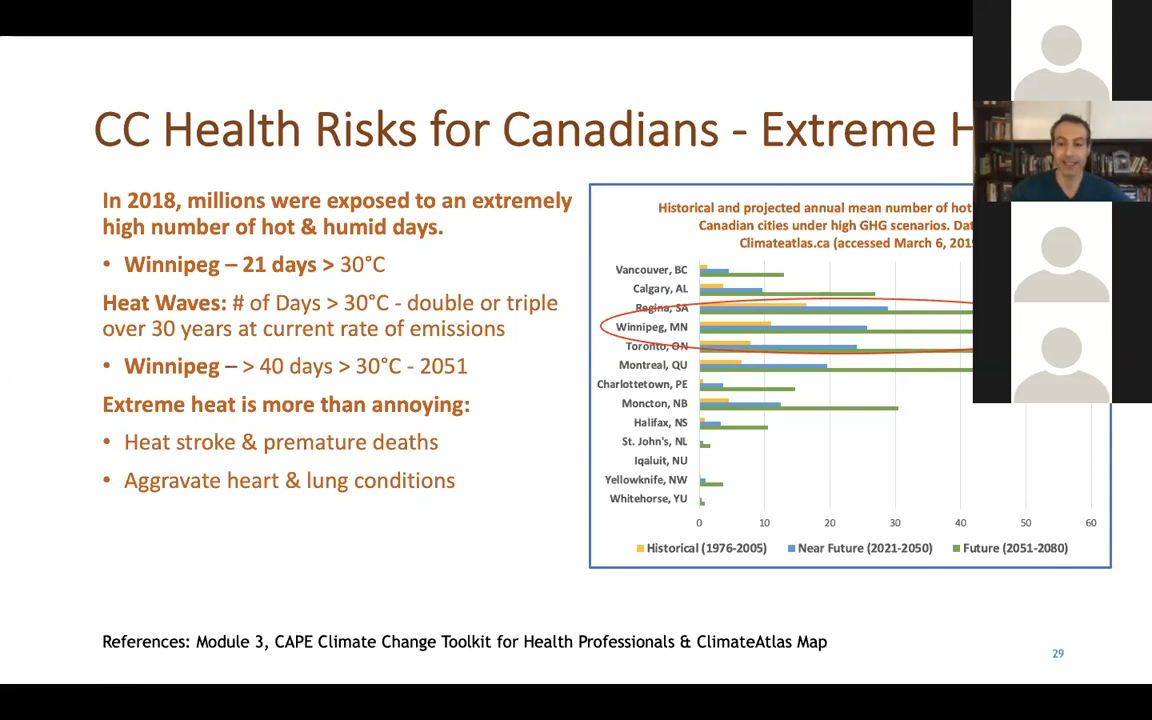 CC Health Risks for Canadians - Extreme
In 2018, millions were exposed to an extremely
high number of hot & humid days.
• Winnipeg – 21 days > 30°C
Heat Waves: # of Days > 30°C - double or triple
over 30 years at current rate of emissions
• Winnipeg – > 40 days > 30°C - 2051
Extreme heat is more than annoying:
• Heat stroke & premature deaths
• Aggravate heart & lung conditions
Historical and projected annual mean number of hot
Canadian cities under high GHG scenarios.
Climateatlas.ca (accessed March 6,
Vancouver, BC
Calgary, AL
Regina, SA
Winnipeg, MN
Toronto, ON
Montreal, QU
Charlottetown, PE
Moncton, NB
Halifax, NS
St. John's, NL
Iqaluit, NU
Yellowknife, NW
Whitehorse, YU
0 10 20 30 40 50 60
Historical (1976-2005) Near Future (2021-2050) Future (2051-2080)
References: Module 3, CAPE Climate Change Toolkit for Health Professionals & ClimateAtlas Map
29